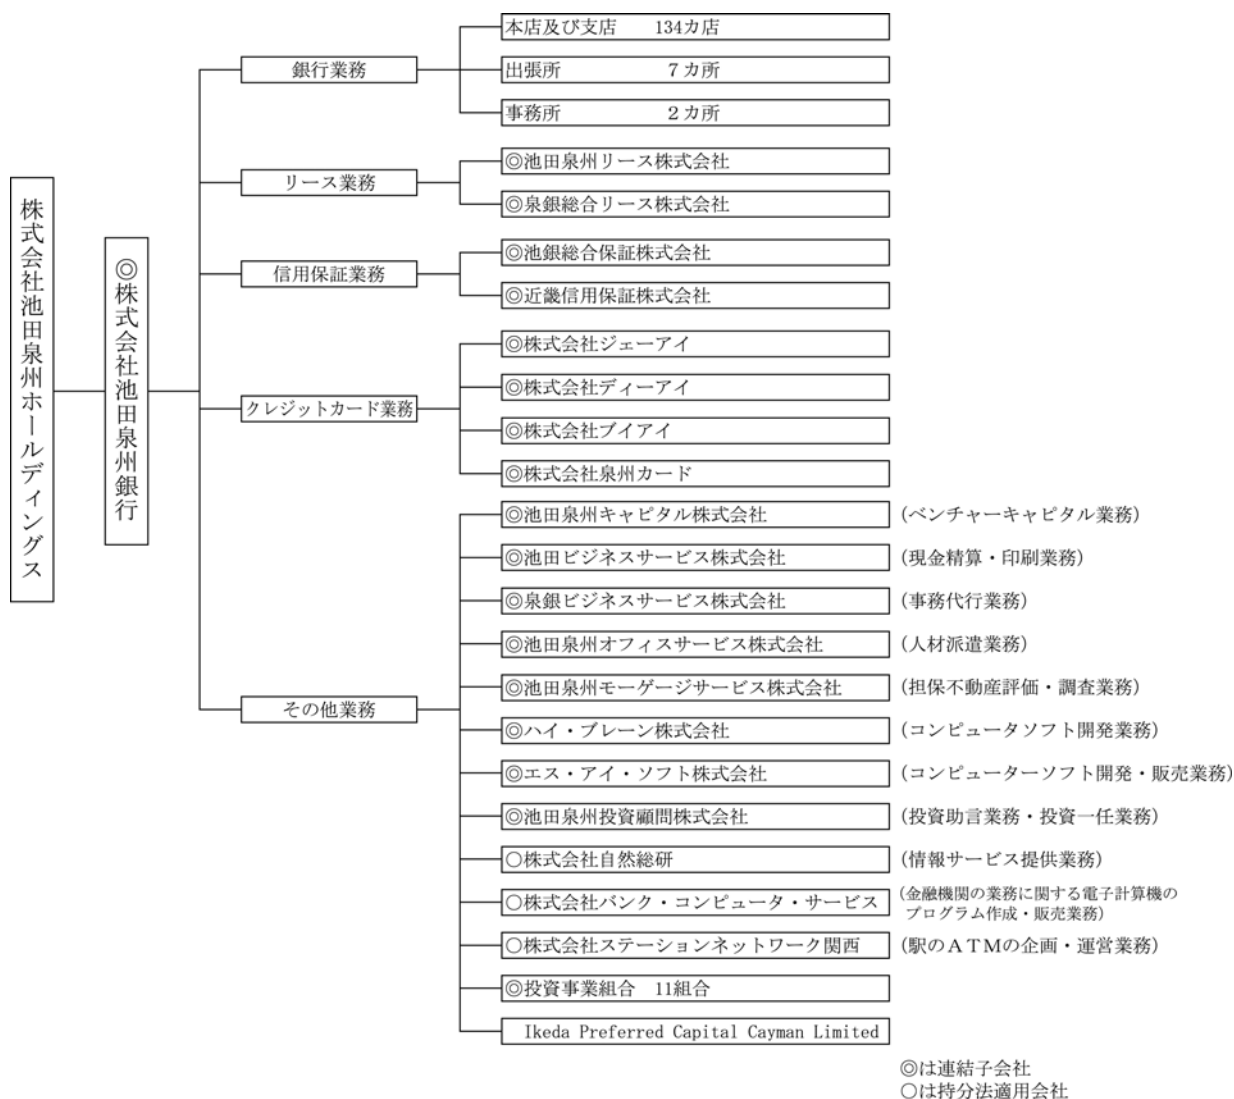 株式会社池田泉州ホールディングス
◎株式会社池田泉州銀行
銀行業務
本店及び支店　134カ店
出張所　7カ所
事務所　2カ所
リース業務
◎池田泉州リース株式会社
◎泉銀総合リース株式会社
信用保証業務
◎池銀総合保証株式会社
◎近畿信用保証株式会社
クレジットカード業務
◎株式会社ジェーアイ
◎株式会社ディーアイ
◎株式会社ブイアイ
◎株式会社泉州カード
その他業務
◎池田泉州キャピタル株式会社 （ベンチャーキャピタル業務）
◎池田ビジネスサービス株式会社 （現金精算・印刷業務）
◎泉銀ビジネスサービス株式会社 （事務代行業務）
◎池田泉州オフィスサービス株式会社 （人材派遣業務）
◎池田泉州モーゲージサービス株式会社 （担保不動産評価・調査業務）
◎ハイ・ブレーン株式会社 （コンピュータソフト開発業務）
◎エス・アイ・ソフト株式会社 （コンピューターソフト開発・販売業務）
◎池田泉州投資顧問株式会社 （投資助言業務・投資一任業務）
○株式会社自然総研 （情報サービス提供業務）
○株式会社バンク・コンピュータ・サービス （金融機関の業務に関する電子計算機の
プログラム作成・販売業務）
○株式会社ステーションネットワーク関西 （駅のＡＴＭの企画・運営業務）
◎投資事業組合　11組合
Ikeda Preferred Capital Cayman Limited
◎は連結子会社
○は持分法適用会社